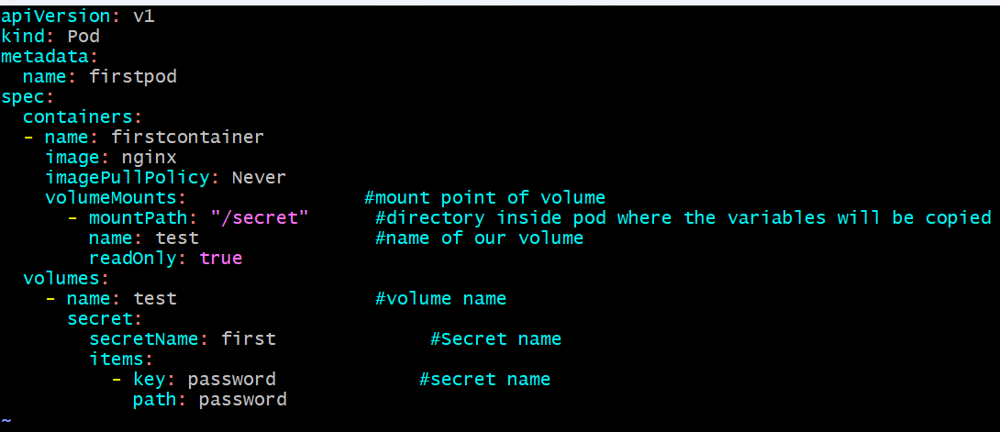 apiVersion: v1
kind: Pod
metadata:
  name: firstpod
spec:
  containers:
  - name: firstcontainer
    image: nginx
    imagePullPolicy: Never
    volumeMounts:                #mount point of volume
      - mountPath: "/secret"      #directory inside pod where the variables will be copied
        name: test                #name of our volume
        readOnly: true
  volumes:
    - name: test                  #volume name
      secret:
        secretName: first              #Secret name
        items:
          - key: password             #secret name
            path: password
~